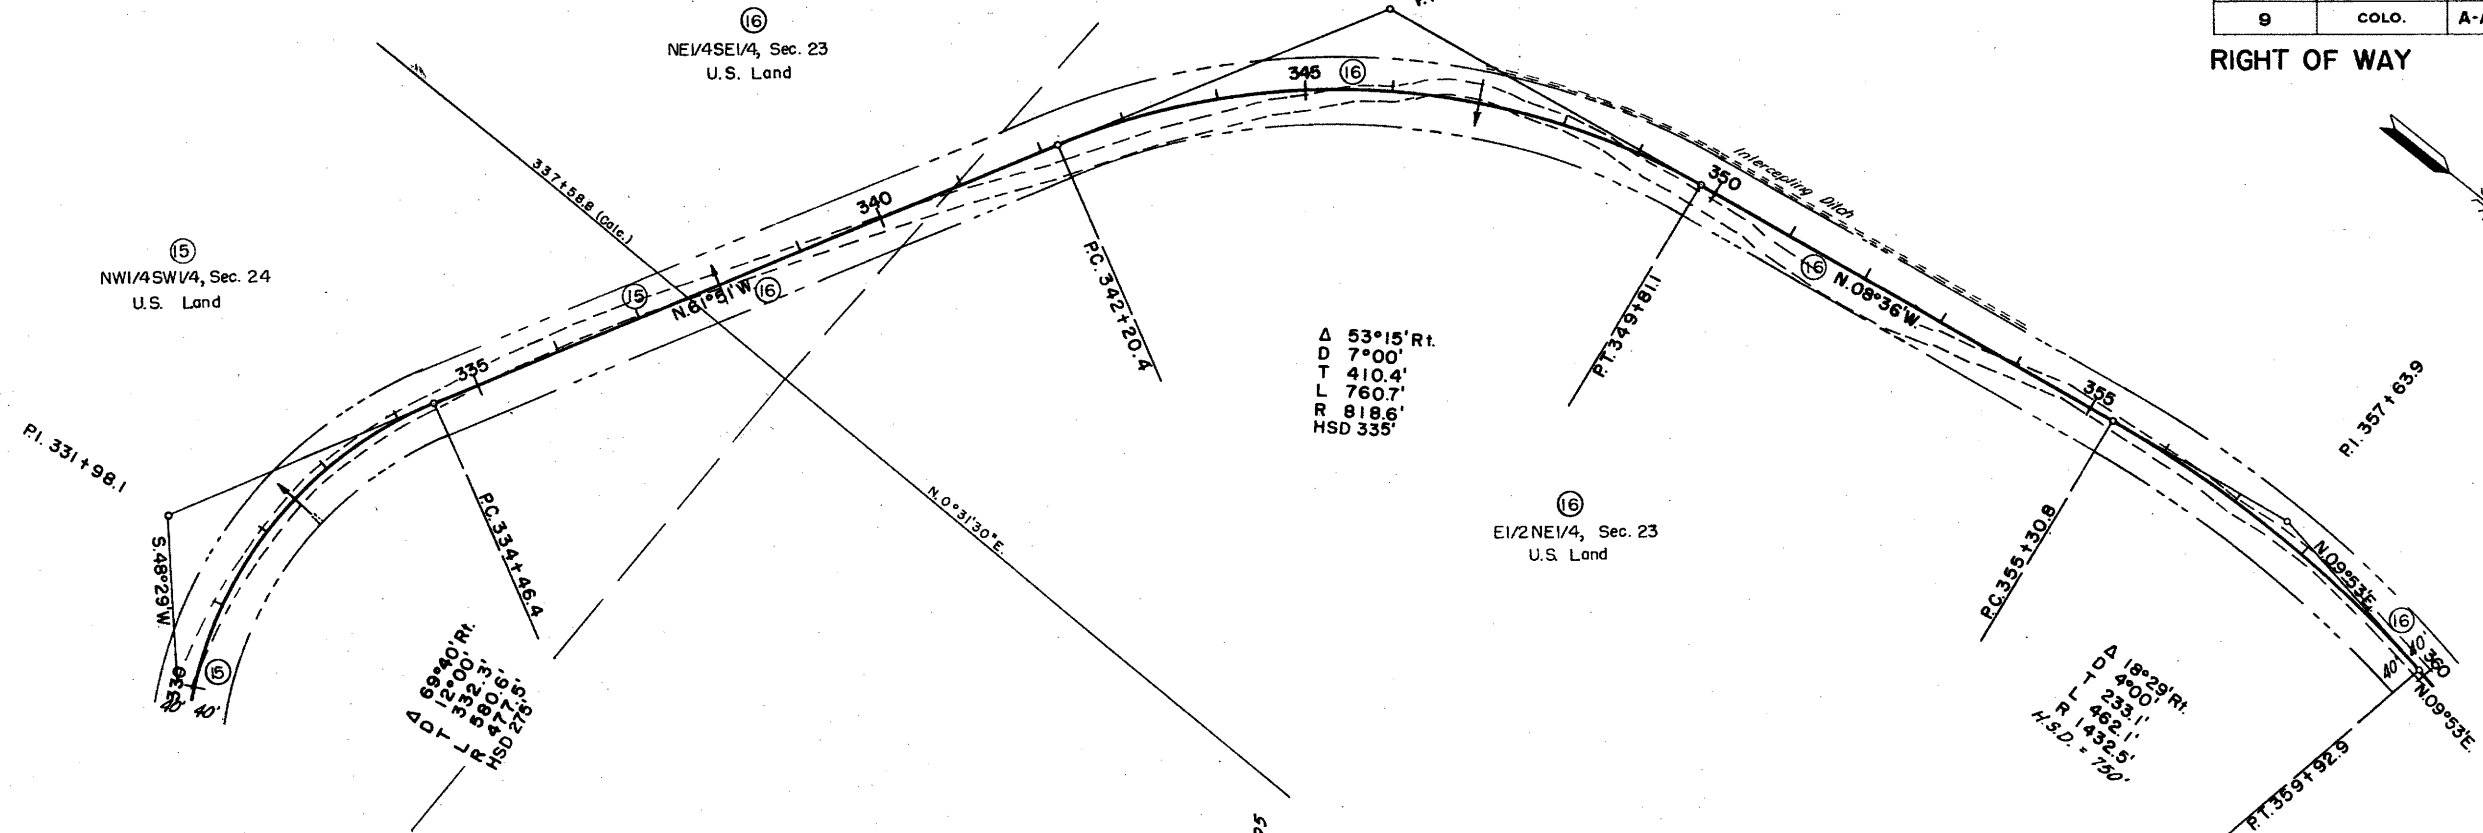 9 COLO.
RIGHT OF WAY
16
NE1/4SE1/4, Sec. 23
U.S. Land
15
NW1/4SW1/4, Sec. 24
U.S. Land
337+58.8 (Calc.)
N.0°31'30"E.
345
16
340
335
15
N.61°51'W.
16
350
Intercepting Ditch
16
N.08°36'W.
355
P.I. 331+98.1
S.48°29'W.
330
15
40' 40'
P.C. 334+46.4
Δ 69°40' Rt.
D 12°00'
T 332.3'
L 580.6'
R 477.5'
HSD 275'
P.C. 342+20.4
Δ 53°15' Rt.
D 7°00'
T 410.4'
L 760.7'
R 818.6'
HSD 335'
P.T. 349+81.1
16
E1/2NE1/4, Sec. 23
U.S. Land
P.C. 355+30.8
P.I. 357+63.9
N.09°53'E.
16
40'
360
N.09°53'E.
Δ 18°29' Rt.
D 4°00'
T 233.1'
L 462.1'
R 1432.5'
H.S.D. = 750'
P.T. 359+92.9